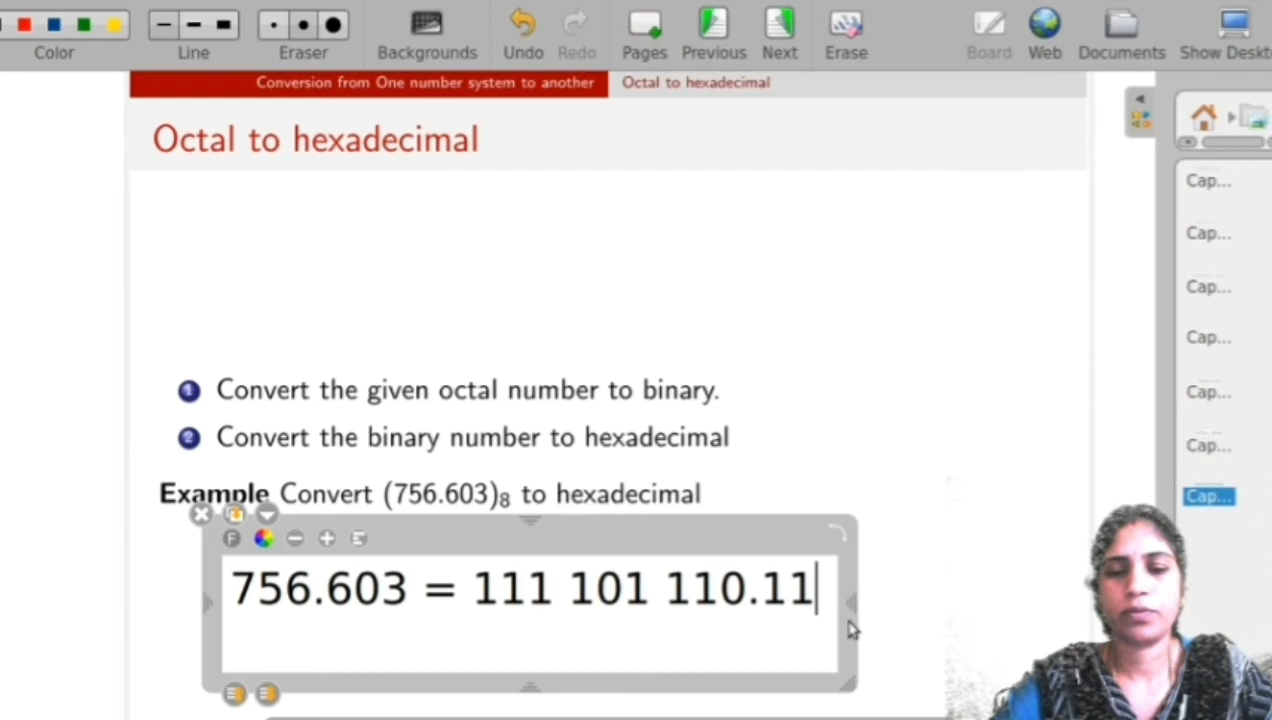 Color Line Eraser Backgrounds Undo Redo Pages Previous Next Erase Board Web Documents
Conversion from One number system to another Octal to hexadecimal
Octal to hexadecimal
Cap...
Cap...
Cap...
Cap...
Cap...
Cap...
Cap...
1 Convert the given octal number to binary.
2 Convert the binary number to hexadecimal
Example Convert (756.603)₈ to hexadecimal
F
756.603 = 111 101 110.11